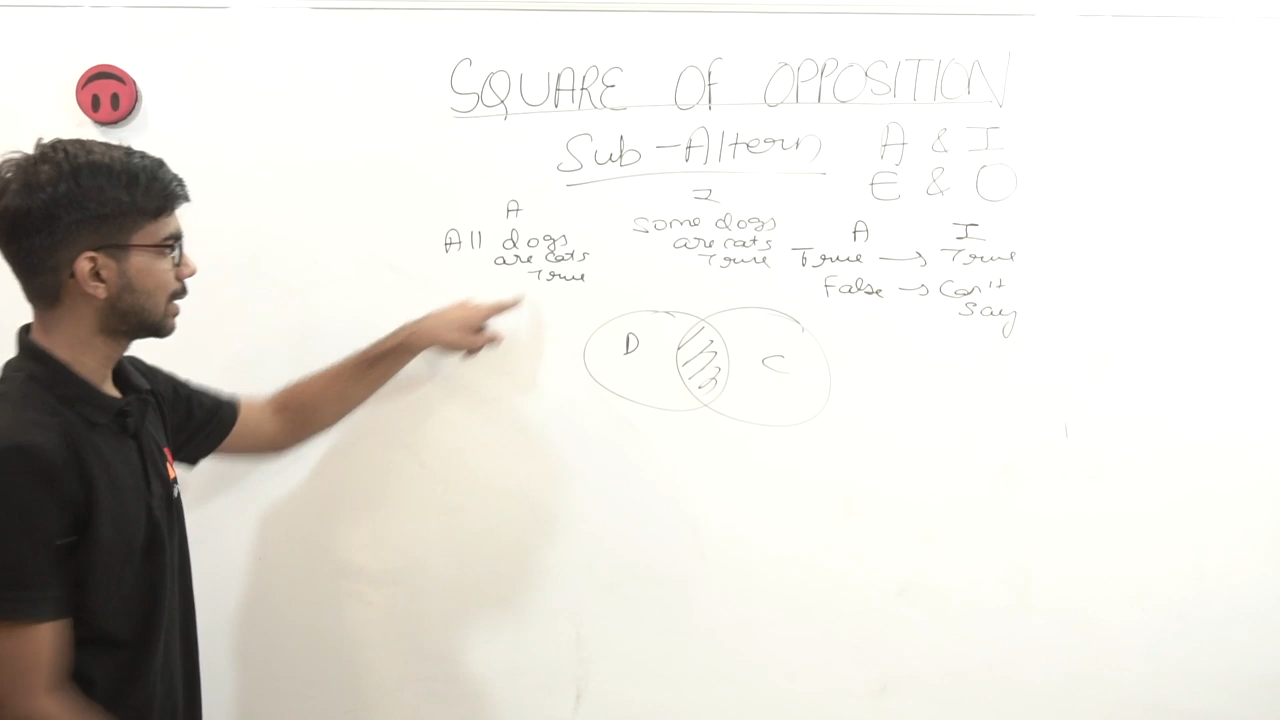 SQUARE OF OPPOSITION
Sub-Altern
A & I
E & O
A
All dogs
are cats
True
I
Some dogs
are cats
True
A I
True → True
False → Can't
Say
D
C